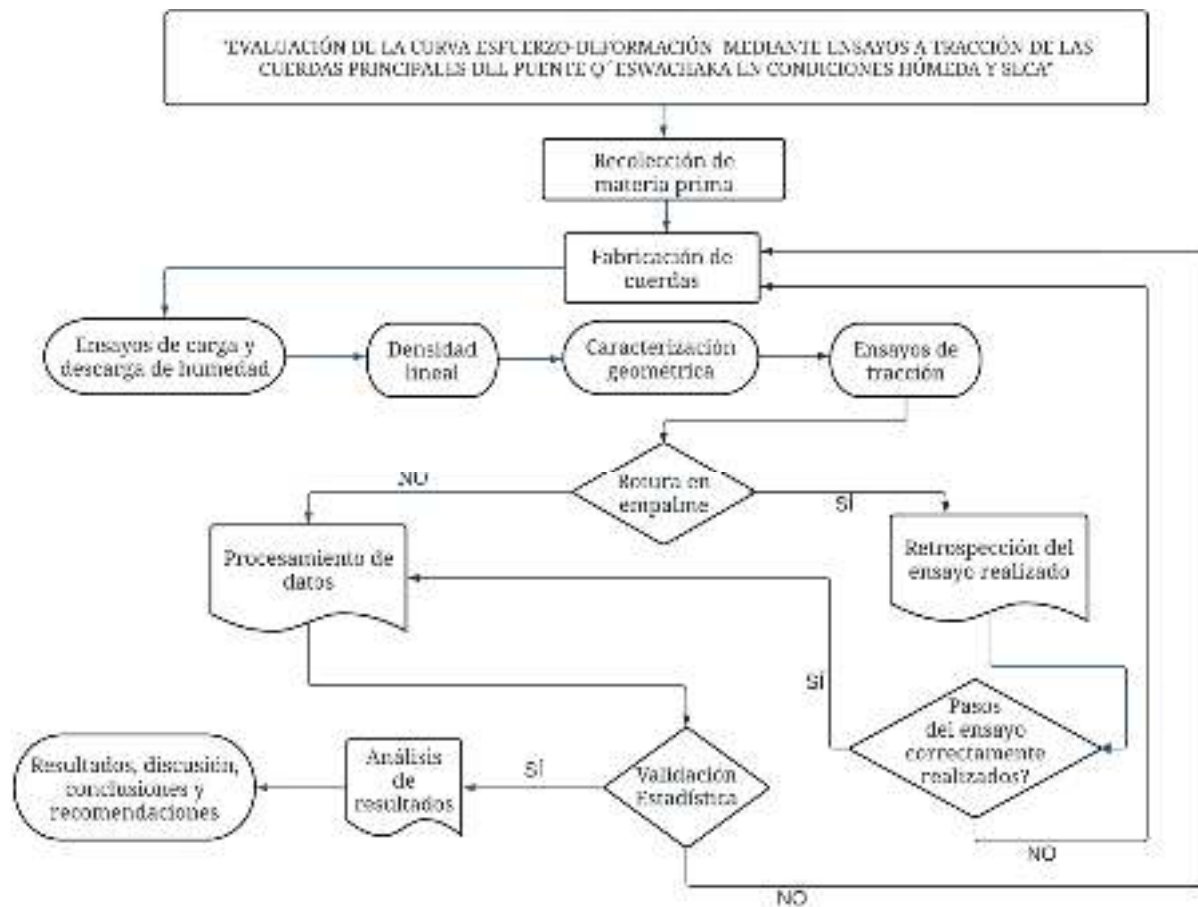 "EVALUACIÓN DE LA CURVA ESFUERZO-DEFORMACIÓN MEDIANTE ENSAYOS A TRACCIÓN DE LAS
CUERDAS PRINCIPALES DEL PUENTE Q´ESWACHAKA EN CONDICIONES HÚMEDA Y SECA"
Recolección de
materia prima
Fabricación de
cuerdas
Ensayos de carga y
descarga de humedad
Densidad
lineal
Caracterización
geométrica
Ensayos de
tracción
Rotura en
empalme
NO
SÍ
Procesamiento de
datos
Retrospección del
ensayo realizado
SÍ
Pasos
del ensayo
correctamente
realizados?
NO
Validación
Estadística
SÍ
Análisis
de
resultados
Resultados, discusión,
conclusiones y
recomendaciones
NO